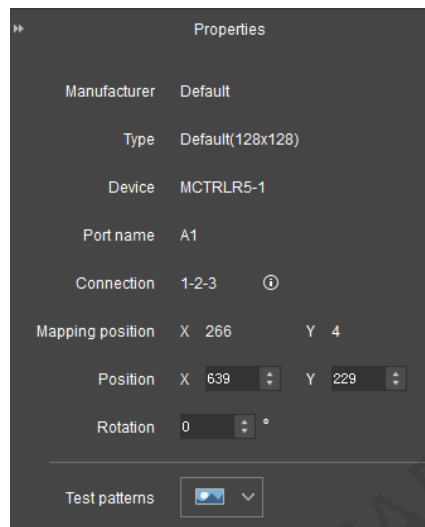 Properties
Manufacturer Default
Type Default(128x128)
Device MCTRLR5-1
Port name A1
Connection 1-2-3
Mapping position X 266 Y 4
Position X 639 Y 229
Rotation 0 °
Test patterns